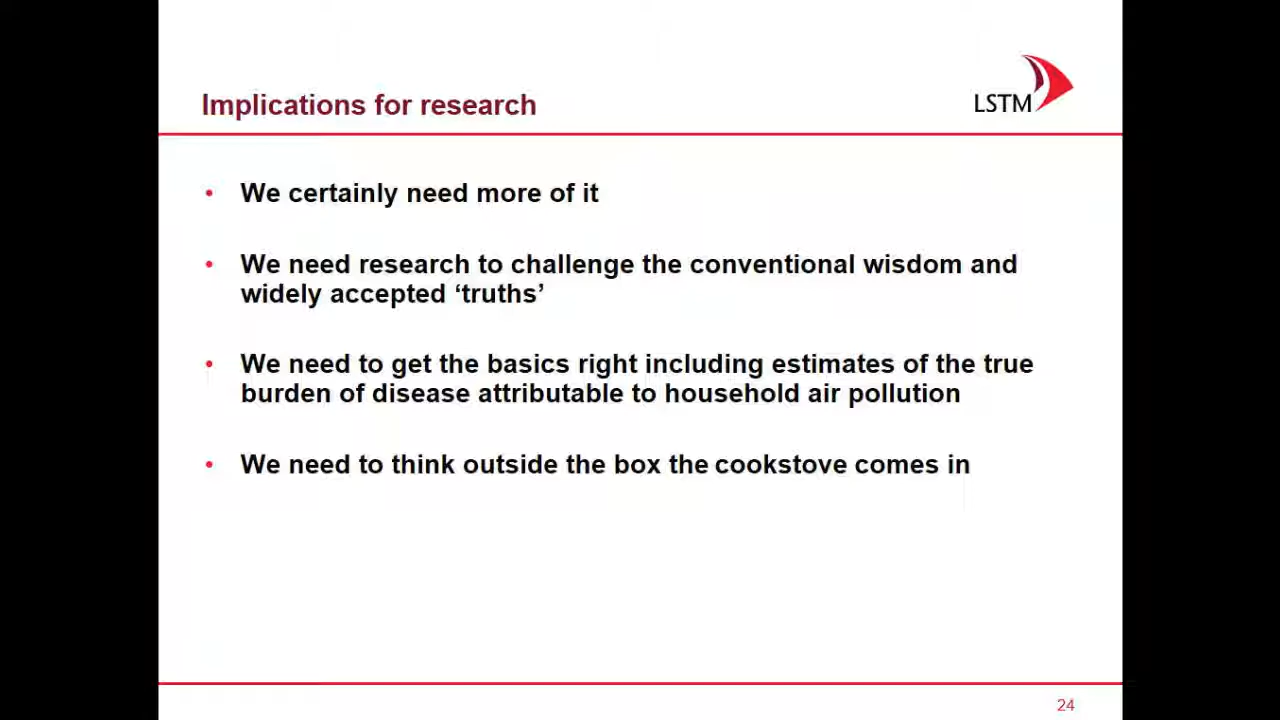 Implications for research
LSTM
• We certainly need more of it
• We need research to challenge the conventional wisdom and
widely accepted ‘truths’
• We need to get the basics right including estimates of the true
burden of disease attributable to household air pollution
• We need to think outside the box the cookstove comes in
24